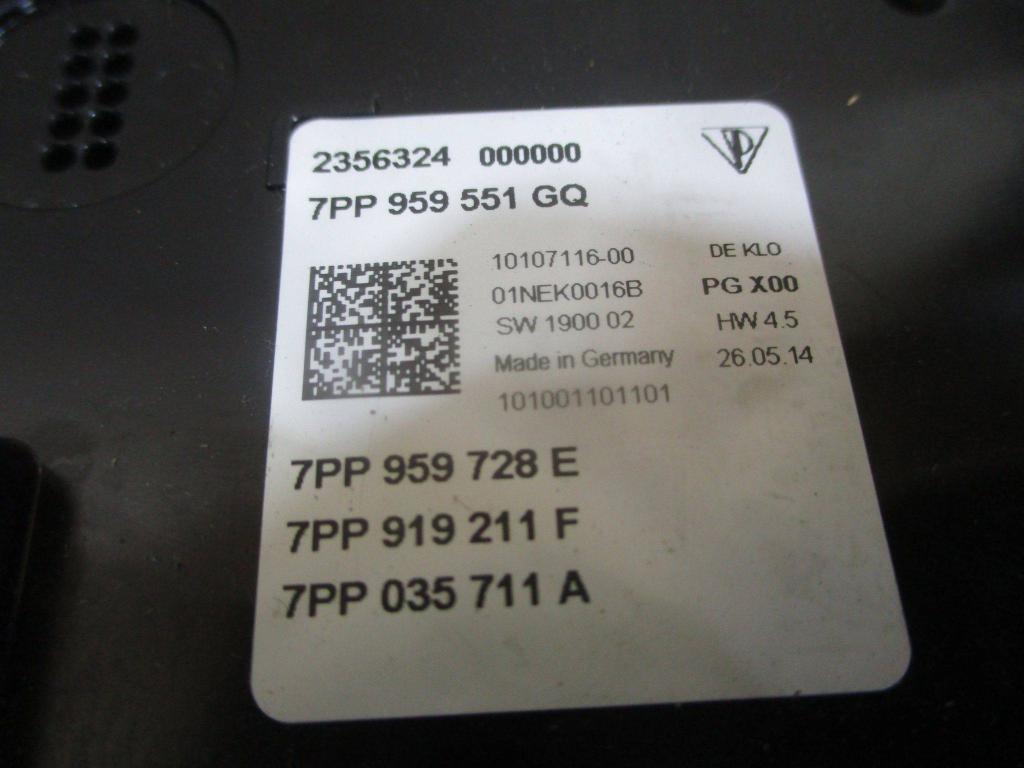 2356324 000000
7PP 959 551 GQ
10107116-00 DE KLO
01NEK0016B PG X00
SW 1900 02 HW 4.5
Made in Germany 26.05.14
101001101101
7PP 959 728 E
7PP 919 211 F
7PP 035 711 A